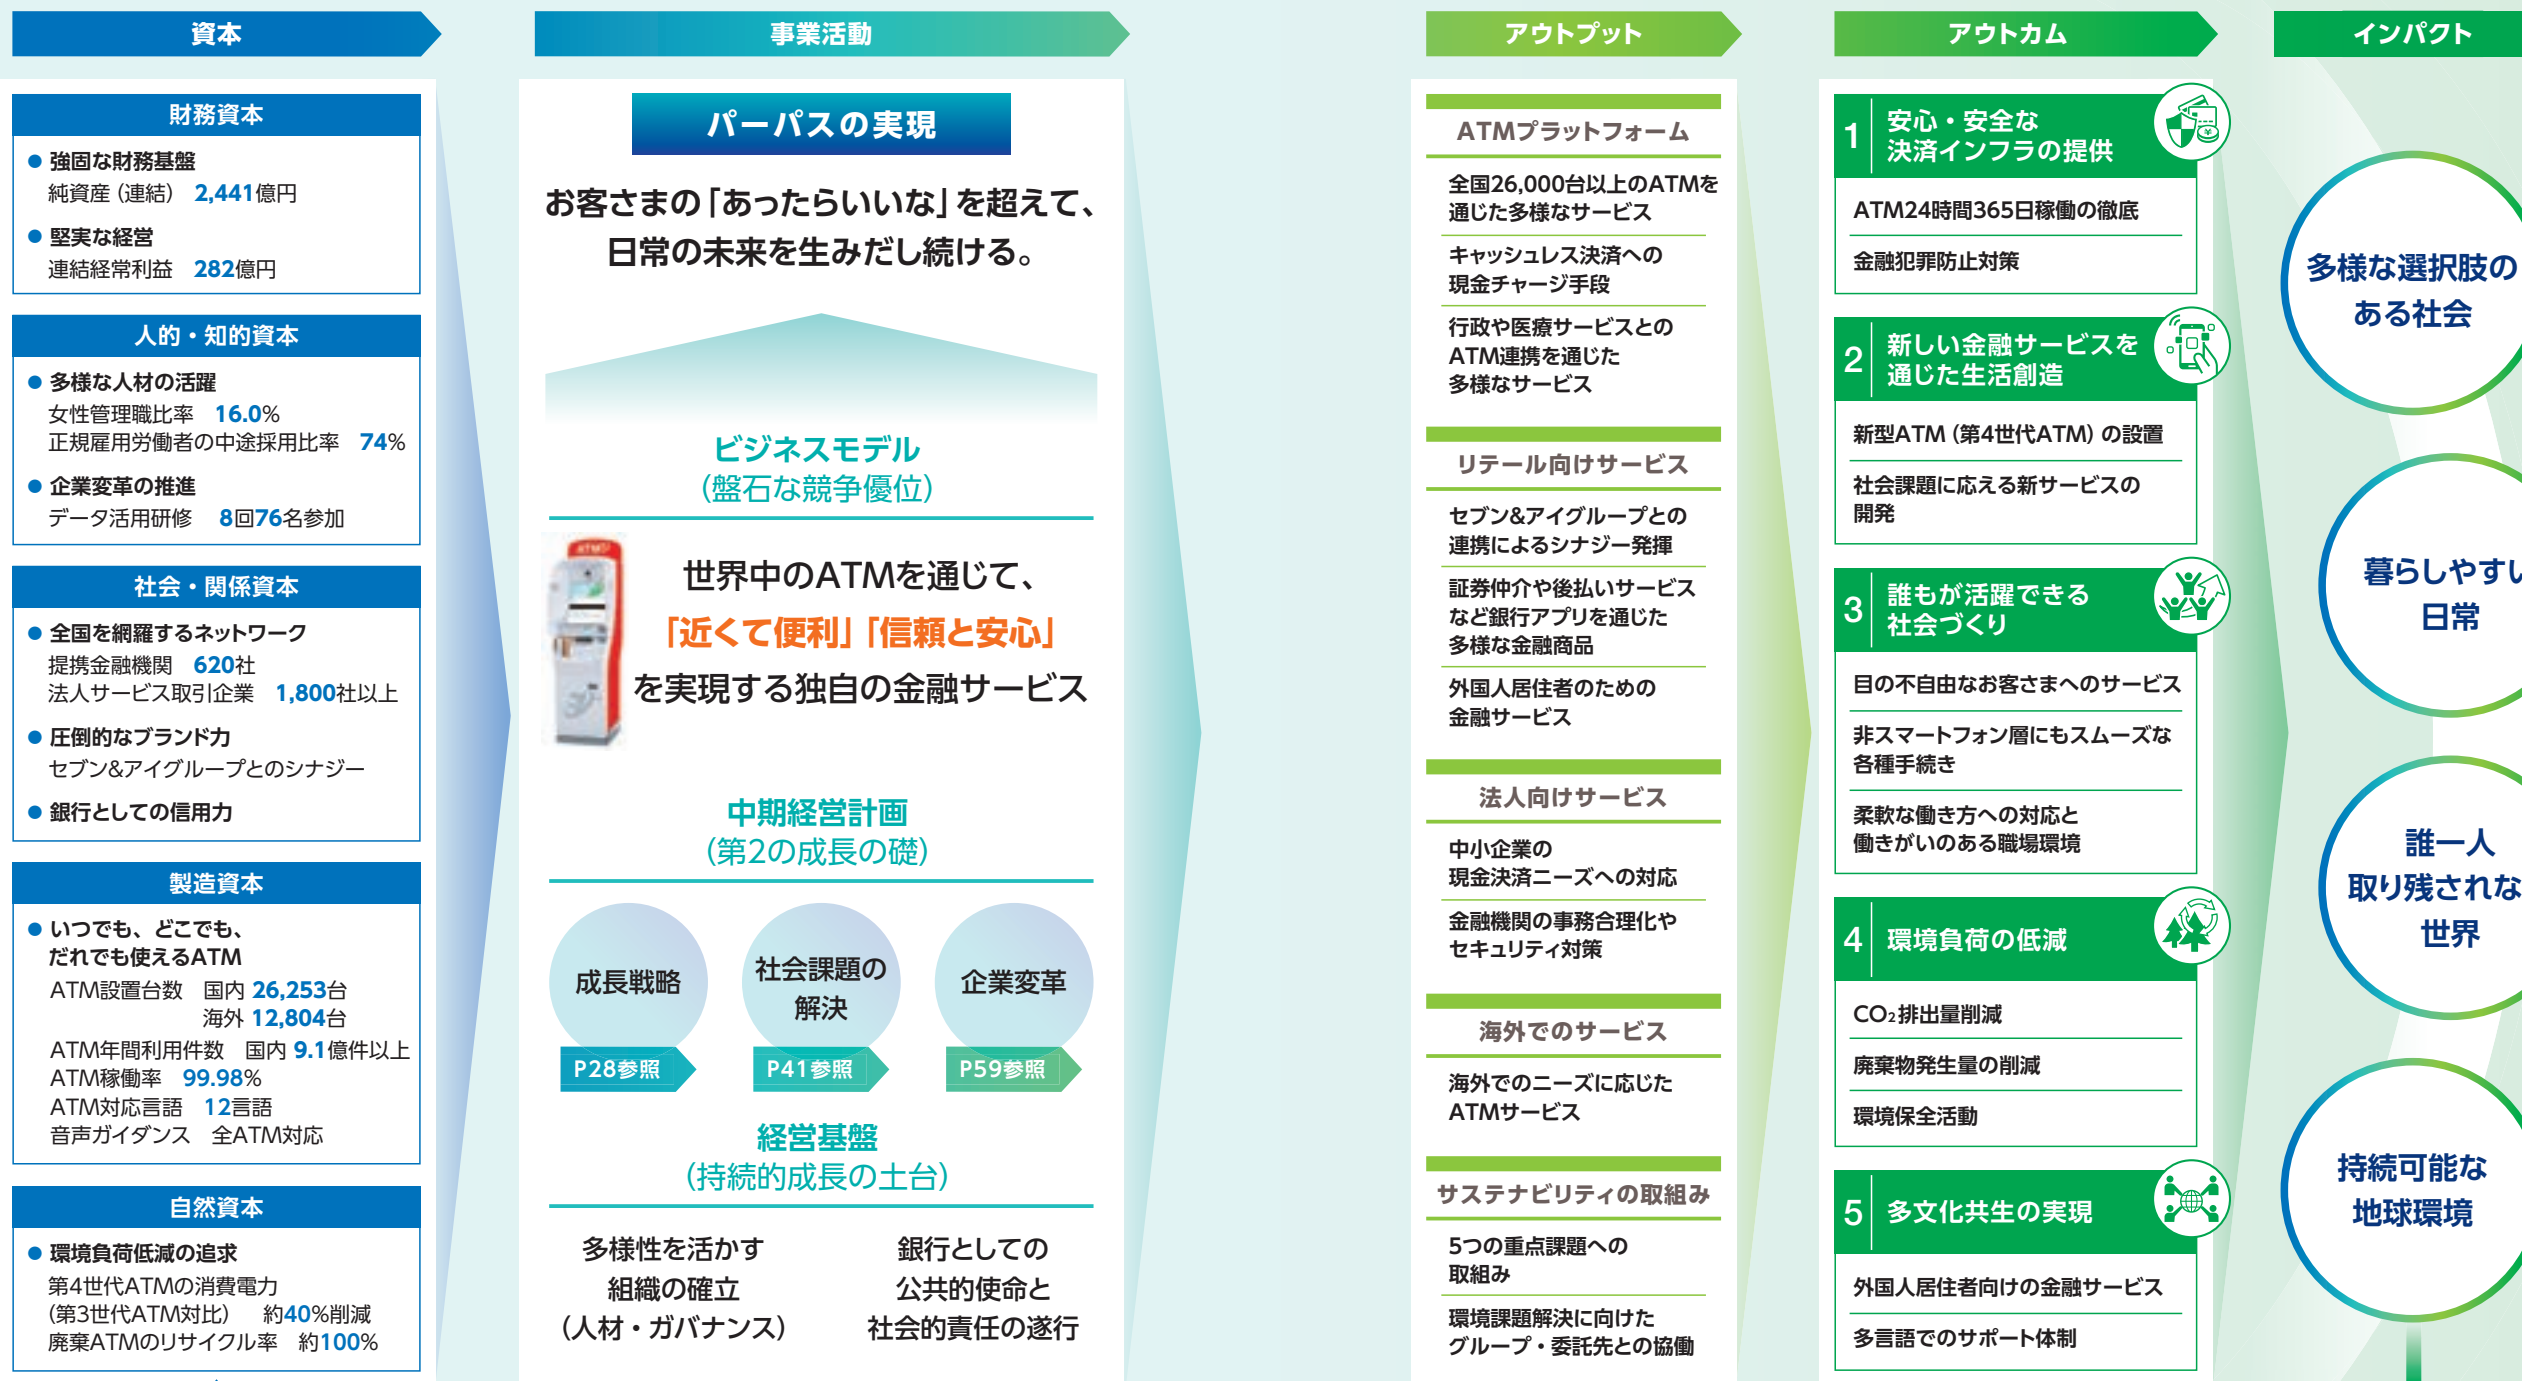 資本
財務資本
● 強固な財務基盤
純資産（連結） 2,441億円
● 堅実な経営
連結経常利益 282億円
人的・知的資本
● 多様な人材の活躍
女性管理職比率 16.0%
正規雇用労働者の中途採用比率 74%
● 企業変革の推進
データ活用研修 8回76名参加
社会・関係資本
● 全国を網羅するネットワーク
提携金融機関 620社
法人サービス取引企業 1,800社以上
● 圧倒的なブランド力
セブン&アイグループとのシナジー
● 銀行としての信用力
製造資本
● いつでも、どこでも、
だれでも使えるATM
ATM設置台数 国内 26,253台
海外 12,804台
ATM年間利用件数 国内 9.1億件以上
ATM稼働率 99.98%
ATM対応言語 12言語
音声ガイダンス 全ATM対応
自然資本
● 環境負荷低減の追求
第4世代ATMの消費電力
（第3世代ATM対比） 約40%削減
廃棄ATMのリサイクル率 約100%
事業活動
パーパスの実現
お客さまの「あったらいいな」を超えて、
日常の未来を生みだし続ける。
ビジネスモデル
（盤石な競争優位）
ATM
世界中のATMを通じて、
「近くて便利」「信頼と安心」
を実現する独自の金融サービス
中期経営計画
（第2の成長の礎）
成長戦略
P28参照
社会課題の
解決
P41参照
企業変革
P59参照
経営基盤
（持続的成長の土台）
多様性を活かす
組織の確立
（人材・ガバナンス）
銀行としての
公共的使命と
社会的責任の遂行
アウトプット
ATMプラットフォーム
全国26,000台以上のATMを
通じた多様なサービス
キャッシュレス決済への
現金チャージ手段
行政や医療サービスとの
ATM連携を通じた
多様なサービス
リテール向けサービス
セブン&アイグループとの
連携によるシナジー発揮
証券仲介や後払いサービス
など銀行アプリを通じた
多様な金融商品
外国人居住者のための
金融サービス
法人向けサービス
中小企業の
現金決済ニーズへの対応
金融機関の事務合理化や
セキュリティ対策
海外でのサービス
海外でのニーズに応じた
ATMサービス
サステナビリティの取組み
5つの重点課題への
取組み
環境課題解決に向けた
グループ・委託先との協働
アウトカム
1 安心・安全な
決済インフラの提供
ATM24時間365日稼働の徹底
金融犯罪防止対策
2 新しい金融サービスを
通じた生活創造
新型ATM（第4世代ATM）の設置
社会課題に応える新サービスの
開発
3 誰もが活躍できる
社会づくり
目の不自由なお客さまへのサービス
非スマートフォン層にもスムーズな
各種手続き
柔軟な働き方への対応と
働きがいのある職場環境
4 環境負荷の低減
CO₂排出量削減
廃棄物発生量の削減
環境保全活動
5 多文化共生の実現
外国人居住者向けの金融サービス
多言語でのサポート体制
インパクト
多様な選択肢の
ある社会
暮らしやすい
日常
誰一人
取り残されな
世界
持続可能な
地球環境